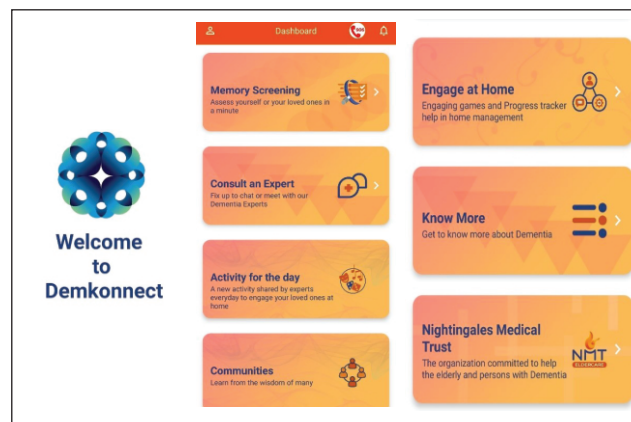 Welcome
to
Demkonnect
Dashboard
Memory Screening
Assess yourself or your loved ones in
a minute
Consult an Expert
Fix up to chat or meet with our
Dementia Experts
Activity for the day
A new activity shared by experts
everyday to engage your loved ones at
home
Communities
Learn from the wisdom of many
Engage at Home
Engaging games and Progress tracker
help in home management
Know More
Get to know more about Dementia
Nightingales Medical
Trust
The organization committed to help
the elderly and persons with Dementia
NMT